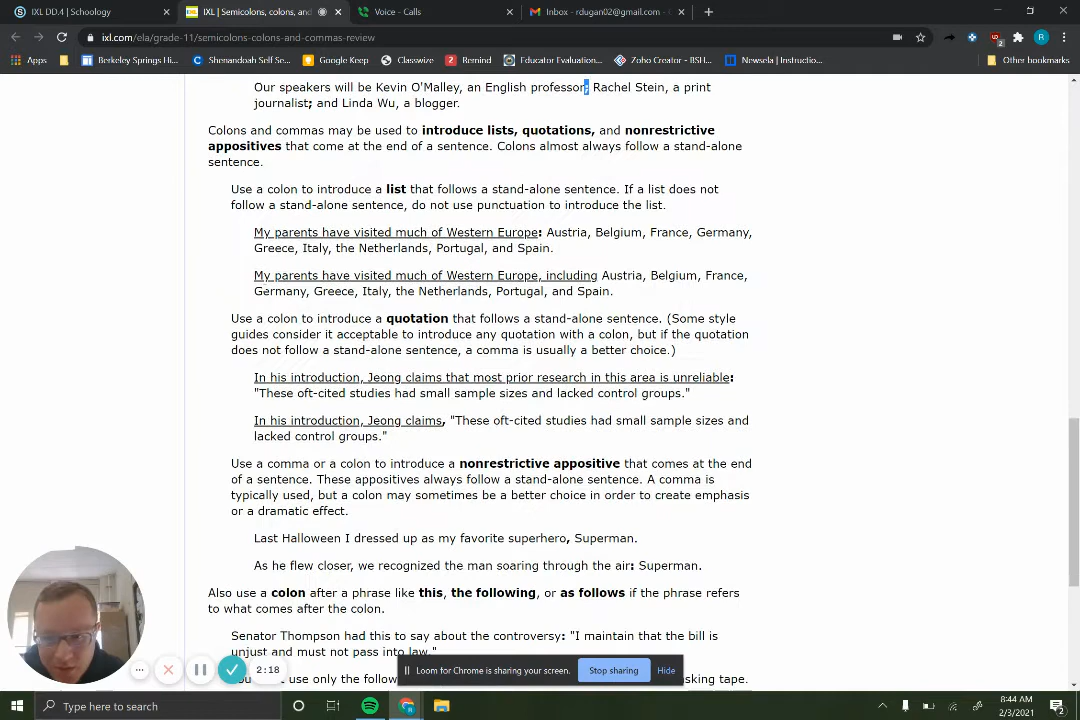 IXL DD.4 | Schoology
IXL | Semicolons, colons, and
Voice - Calls
Inbox - rdugan02@gmail.com -
ixl.com/ela/grade-11/semicolons-colons-and-commas-review
Apps
Berkeley Springs Hi...
Shenandoah Self Se...
Google Keep
Classwize
Remind
Educator Evaluation...
Zoho Creator - BSH...
Newsela | Instructio...
Other bookmarks
Our speakers will be Kevin O'Malley, an English professor; Rachel Stein, a print
journalist; and Linda Wu, a blogger.
Colons and commas may be used to introduce lists, quotations, and nonrestrictive
appositives that come at the end of a sentence. Colons almost always follow a stand-alone
sentence.
Use a colon to introduce a list that follows a stand-alone sentence. If a list does not
follow a stand-alone sentence, do not use punctuation to introduce the list.
My parents have visited much of Western Europe: Austria, Belgium, France, Germany,
Greece, Italy, the Netherlands, Portugal, and Spain.
My parents have visited much of Western Europe, including Austria, Belgium, France,
Germany, Greece, Italy, the Netherlands, Portugal, and Spain.
Use a colon to introduce a quotation that follows a stand-alone sentence. (Some style
guides consider it acceptable to introduce any quotation with a colon, but if the quotation
does not follow a stand-alone sentence, a comma is usually a better choice.)
In his introduction, Jeong claims that most prior research in this area is unreliable:
"These oft-cited studies had small sample sizes and lacked control groups."
In his introduction, Jeong claims, "These oft-cited studies had small sample sizes and
lacked control groups."
Use a comma or a colon to introduce a nonrestrictive appositive that comes at the end
of a sentence. These appositives always follow a stand-alone sentence. A comma is
typically used, but a colon may sometimes be a better choice in order to create emphasis
or a dramatic effect.
Last Halloween I dressed up as my favorite superhero, Superman.
As he flew closer, we recognized the man soaring through the air: Superman.
Also use a colon after a phrase like this, the following, or as follows if the phrase refers
to what comes after the colon.
Senator Thompson had this to say about the controversy: "I maintain that the bill is
unjust and must not pass into law."
use only the follow
sking tape.
2:18
Loom for Chrome is sharing your screen.
Stop sharing
Hide
Type here to search
8:44 AM
2/3/2021